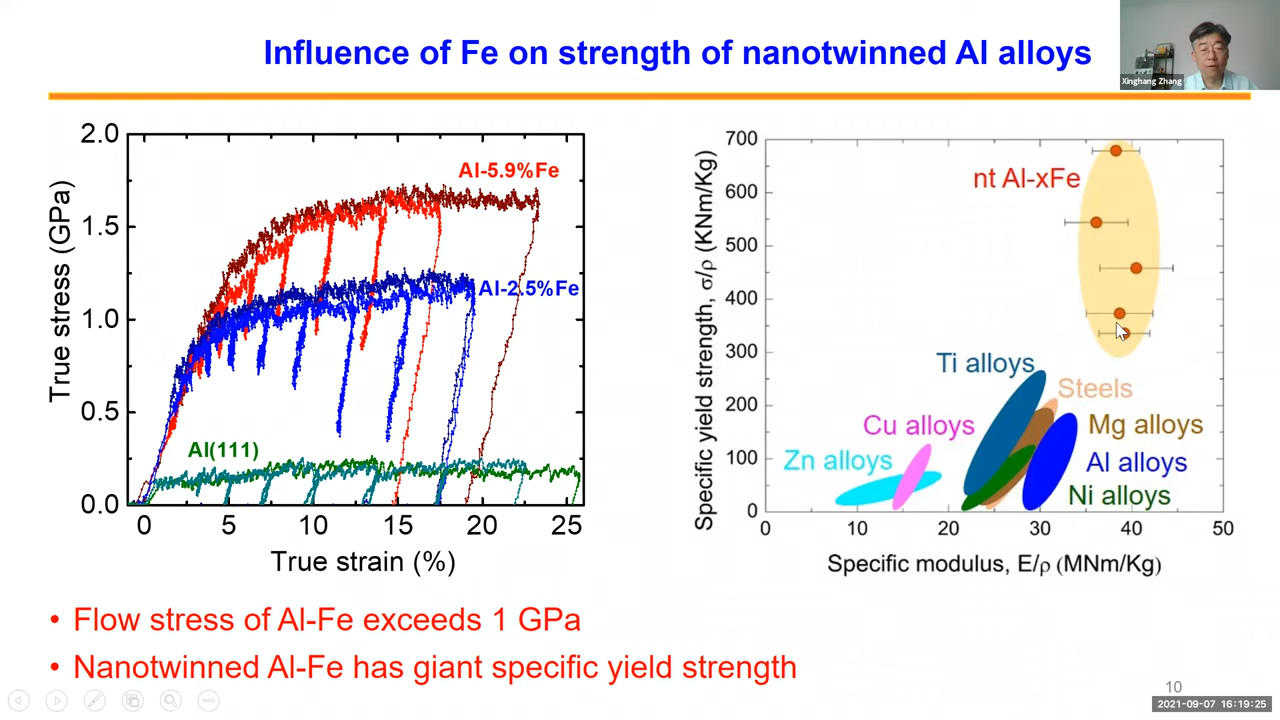 Influence of Fe on strength of nanotwinned Al alloys
Xinghang Zhang
2.0
1.5
1.0
0.5
0.0
0
5
10
15
20
25
True stress (GPa)
True strain (%)
Al-5.9%Fe
Al-2.5%Fe
Al(111)
700
600
500
400
300
200
100
0
0
10
20
30
40
50
Specific yield strength, σ/ρ (KNm/Kg)
Specific modulus, E/ρ (MNm/Kg)
nt Al-xFe
Ti alloys
Steels
Cu alloys
Mg alloys
Zn alloys
Al alloys
Ni alloys
• Flow stress of Al-Fe exceeds 1 GPa
• Nanotwinned Al-Fe has giant specific yield strength
10
2021-09-07 16:19:25